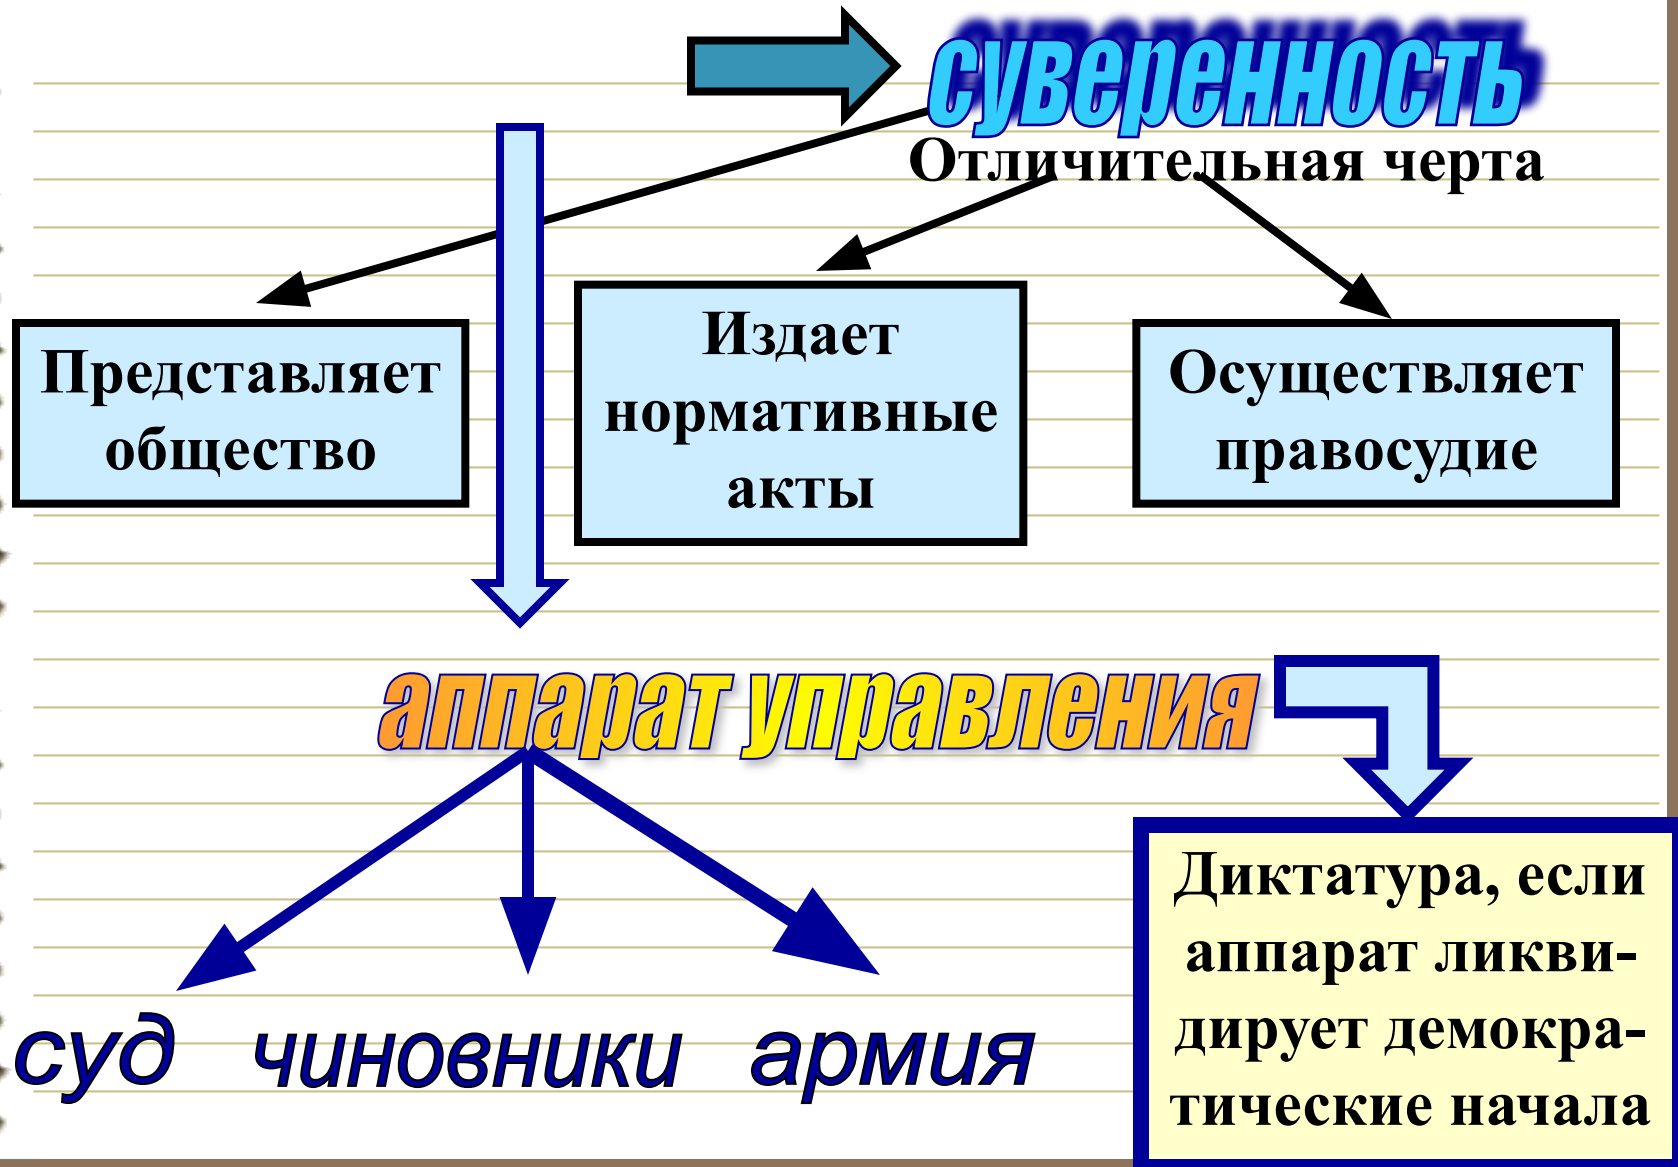 суверенность
Отличительная черта
Представляет
общество
Издает
нормативные
акты
Осуществляет
правосудие
аппарат управления
суд
чиновники
армия
Диктатура, если
аппарат ликви-
дирует демокра-
тические начала